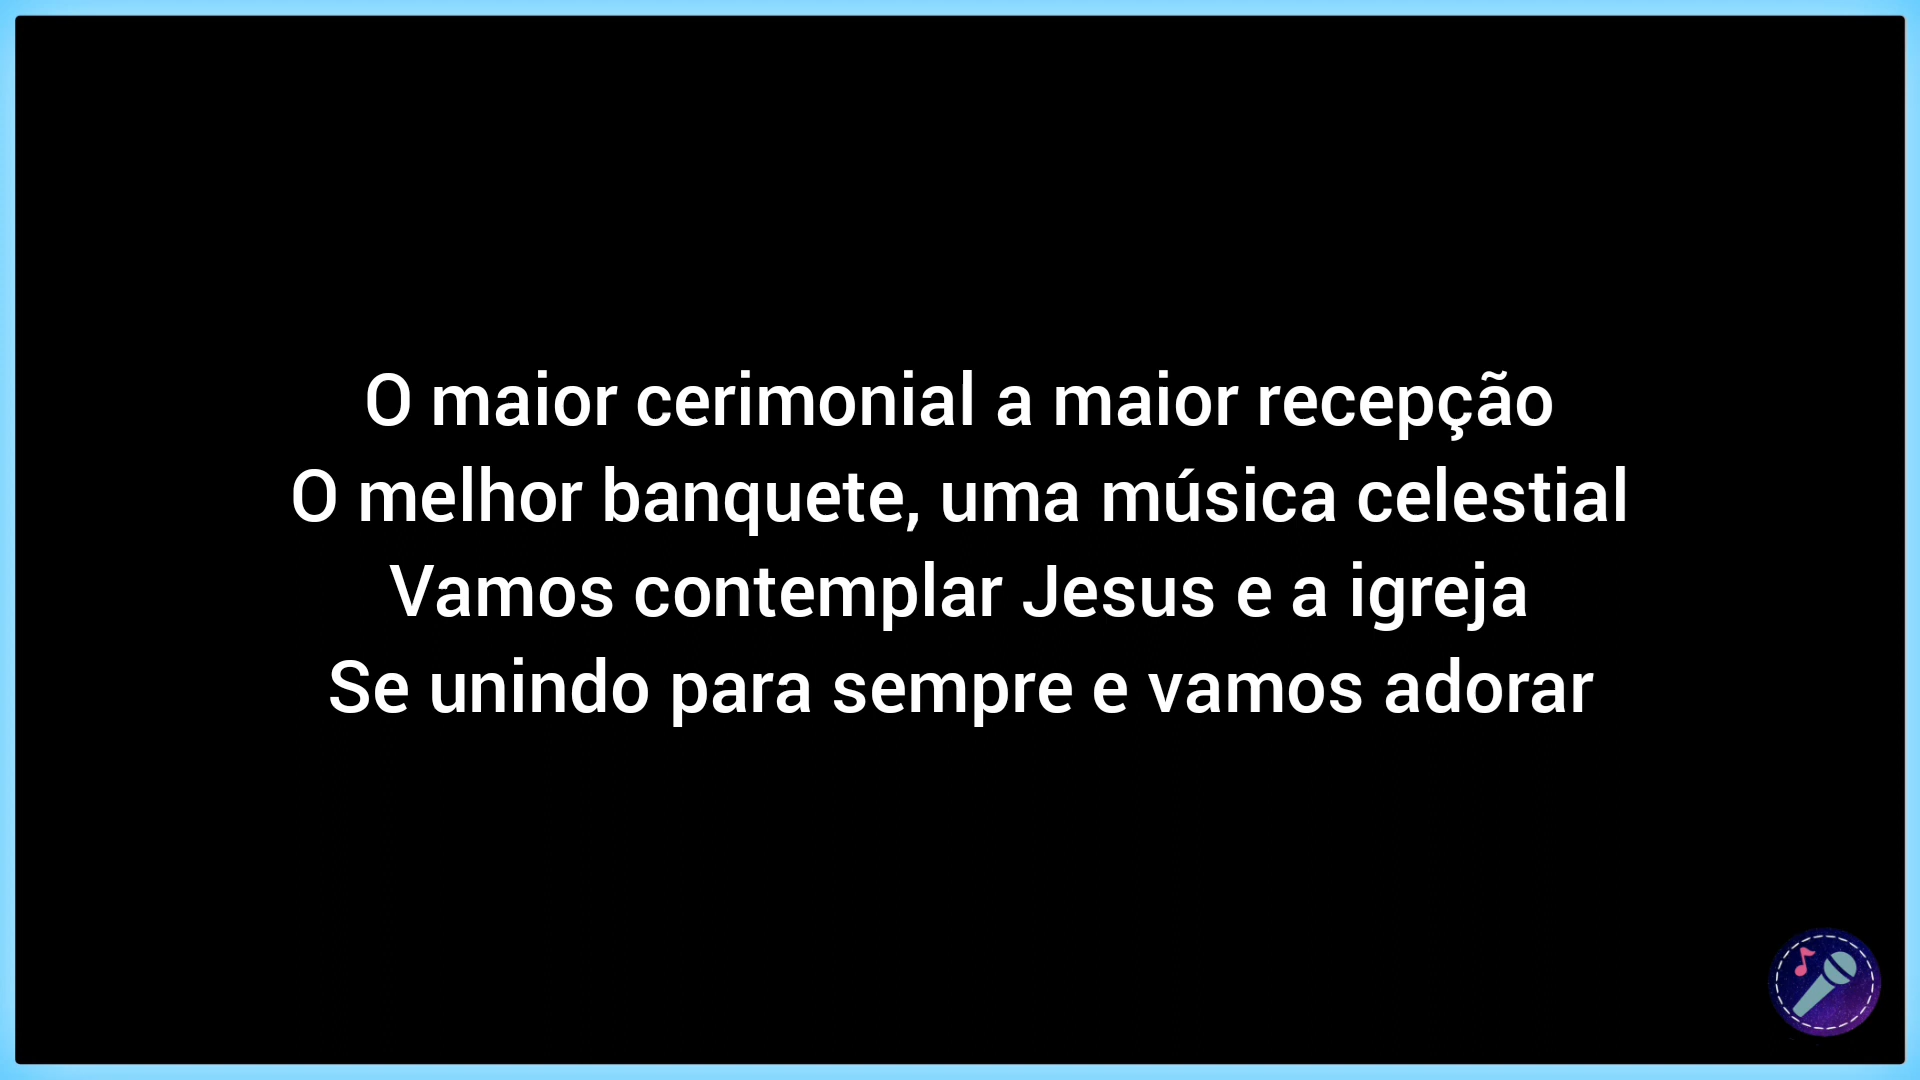 O maior cerimonial a maior recepção
O melhor banquete, uma música celestial
Vamos contemplar Jesus e a igreja
Se unindo para sempre e vamos adorar